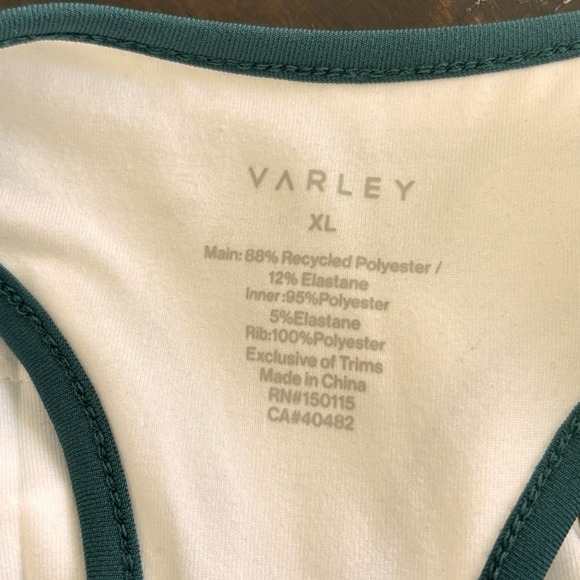 VARLEY
XL
Main: 88% Recycled Polyester /
12% Elastane
Inner:95%Polyester
5%Elastane
Rib:100%Polyester
Exclusive of Trims
Made in China
RN#150115
CA#40482